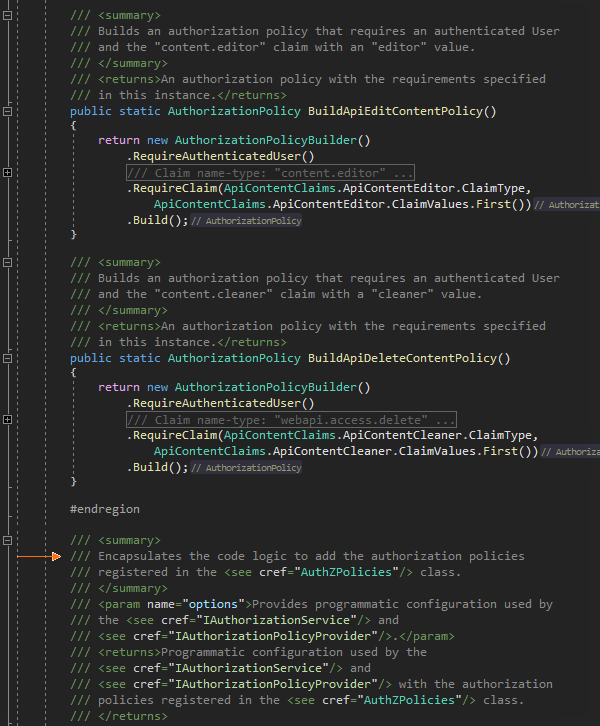 /// <summary>
/// Builds an authorization policy that requires an authenticated User
/// and the "content.editor" claim with an "editor" value.
/// </summary>
/// <returns>An authorization policy with the requirements specified
/// in this instance.</returns>
public static AuthorizationPolicy BuildApiEditContentPolicy()
{
return new AuthorizationPolicyBuilder()
.RequireAuthenticatedUser()
/// Claim name-type: "content.editor" ...
.RequireClaim(ApiContentClaims.ApiContentEditor.ClaimType,
ApiContentClaims.ApiContentEditor.ClaimValues.First()) // Authorizat
.Build(); // AuthorizationPolicy
}
/// <summary>
/// Builds an authorization policy that requires an authenticated User
/// and the "content.cleaner" claim with a "cleaner" value.
/// </summary>
/// <returns>An authorization policy with the requirements specified
/// in this instance.</returns>
public static AuthorizationPolicy BuildApiDeleteContentPolicy()
{
return new AuthorizationPolicyBuilder()
.RequireAuthenticatedUser()
/// Claim name-type: "webapi.access.delete" ...
.RequireClaim(ApiContentClaims.ApiContentCleaner.ClaimType,
ApiContentClaims.ApiContentCleaner.ClaimValues.First()) // Authoriza
.Build(); // AuthorizationPolicy
}
#endregion
/// <summary>
/// Encapsulates the code logic to add the authorization policies
/// registered in the <see cref="AuthZPolicies"/> class.
/// </summary>
/// <param name="options">Provides programmatic configuration used by
/// the <see cref="IAuthorizationService"/> and
/// <see cref="IAuthorizationPolicyProvider"/>.</param>
/// <returns>Programmatic configuration used by the
/// <see cref="IAuthorizationService"/> and
/// <see cref="IAuthorizationPolicyProvider"/> with the authorization
/// policies registered in the <see cref="AuthZPolicies"/> class.
/// </returns>